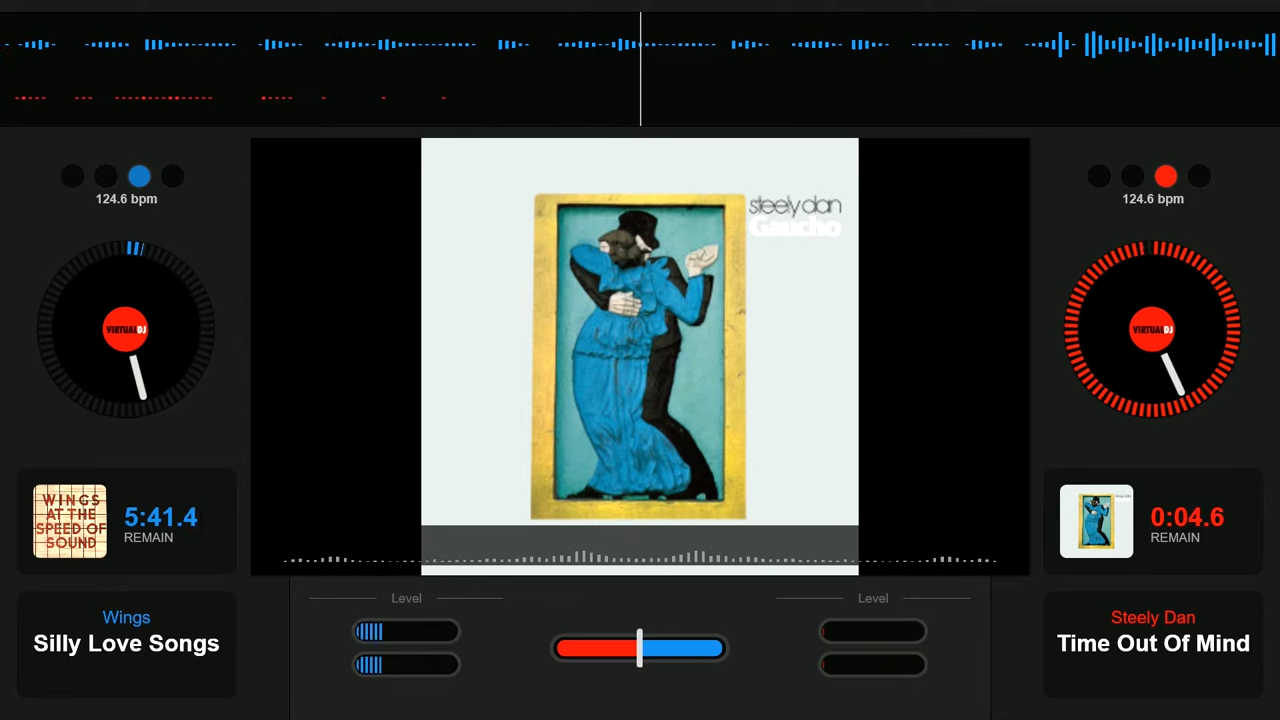 124.6 bpm
124.6 bpm
steely dan
Gaucho
VIRTUALDJ
VIRTUALDJ
WINGS
AT THE
SPEED OF
SOUND
5:41.4
REMAIN
0:04.6
REMAIN
Wings
Silly Love Songs
Level
Level
Steely Dan
Time Out Of Mind